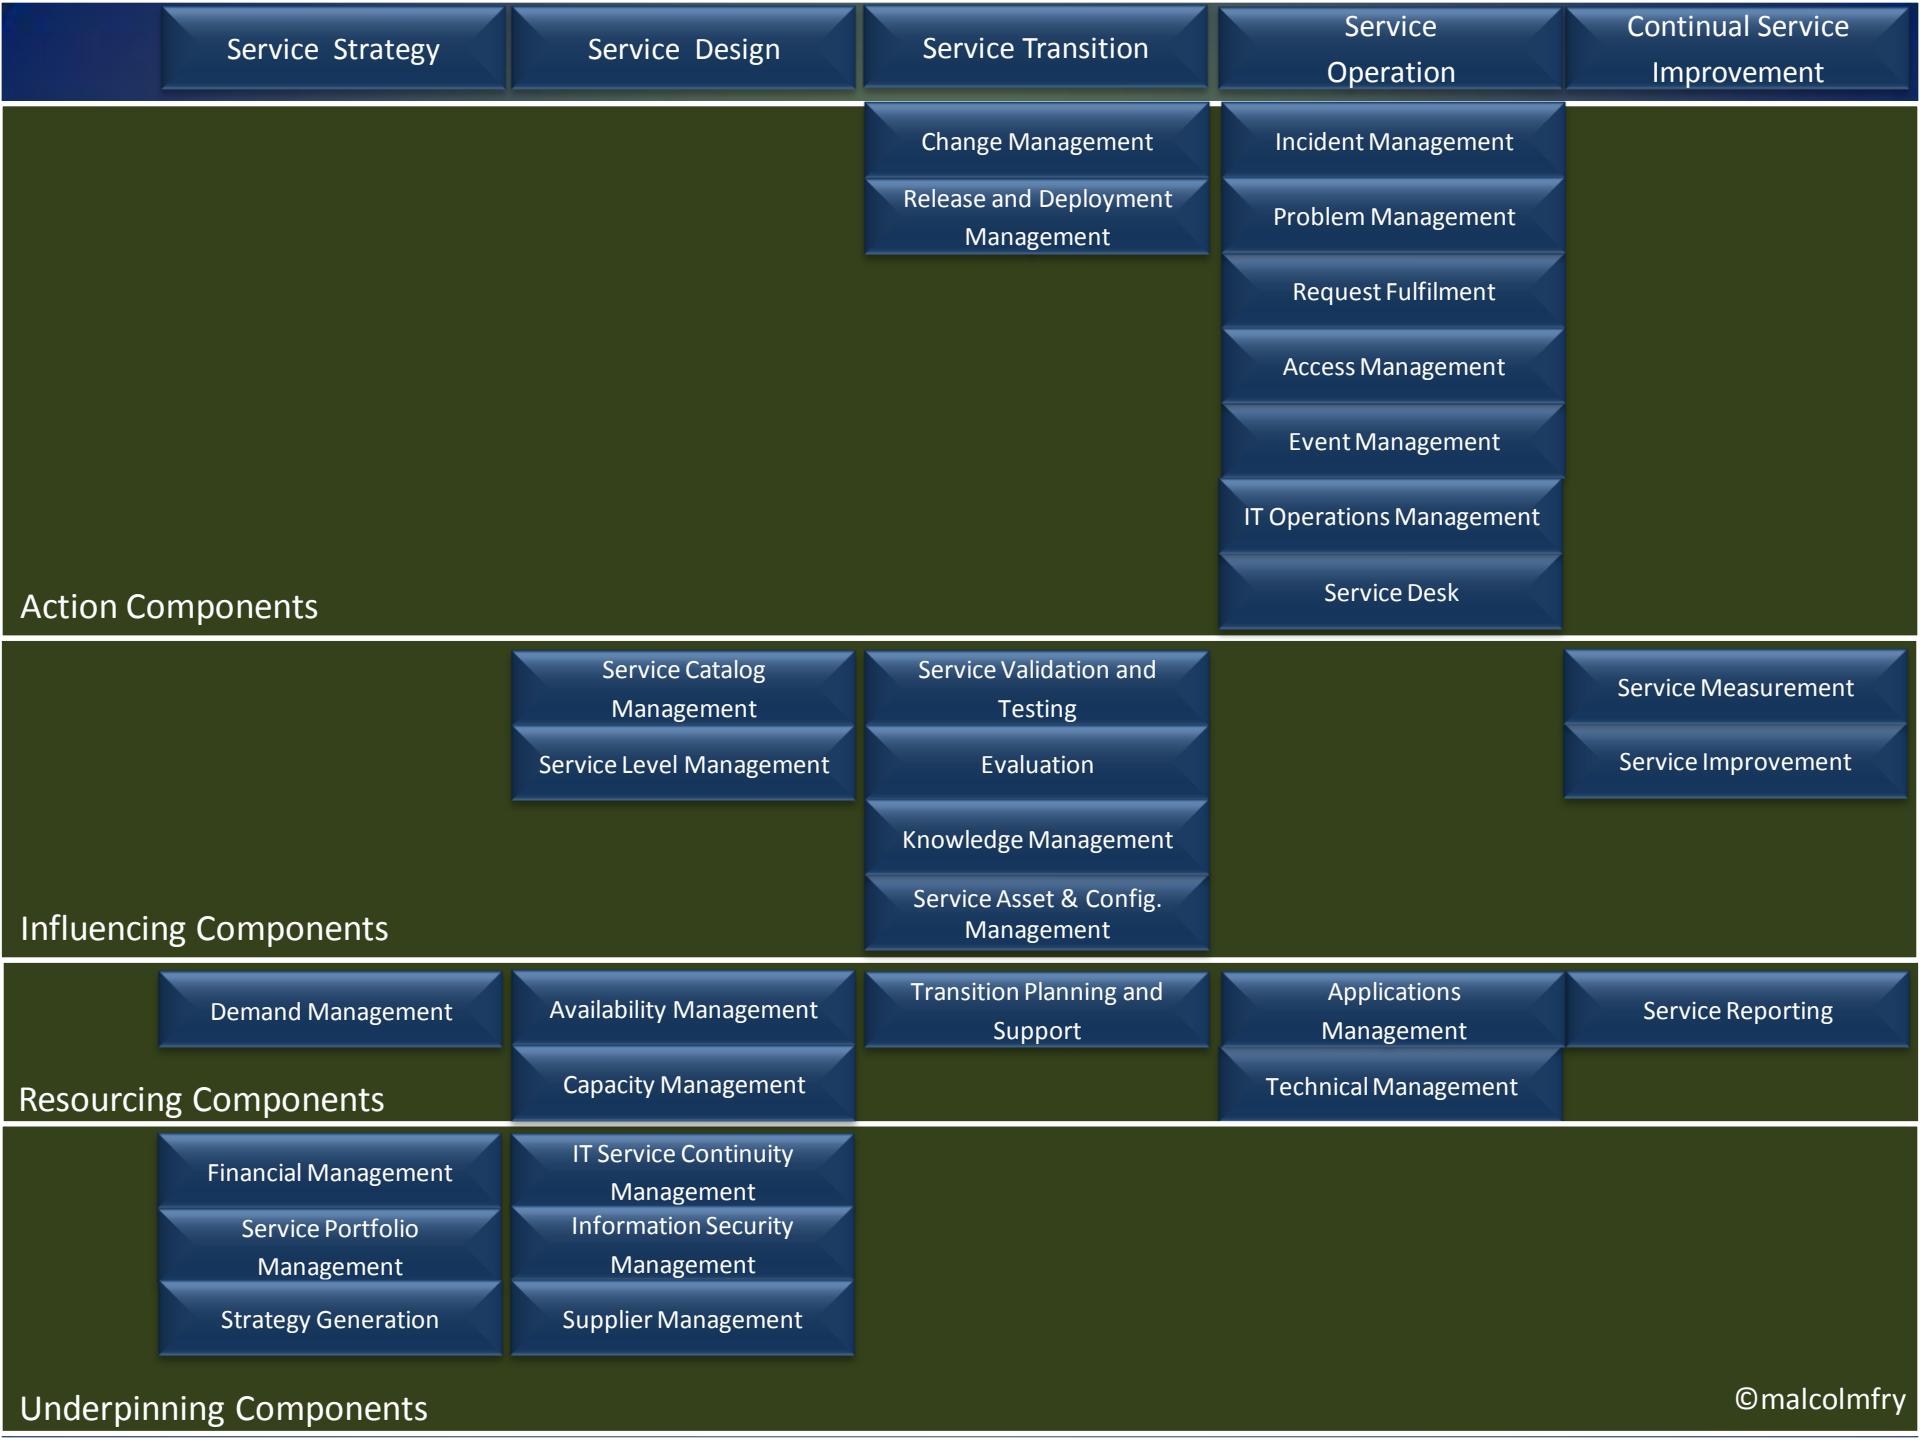 Service Strategy
Service Design
Service Transition
Service
Operation
Continual Service
Improvement
Change Management
Release and Deployment
Management
Incident Management
Problem Management
Request Fulfilment
Access Management
Event Management
IT Operations Management
Service Desk
Action Components
Service Catalog
Management
Service Level Management
Service Validation and
Testing
Evaluation
Knowledge Management
Service Asset & Config.
Management
Service Measurement
Service Improvement
Influencing Components
Demand Management
Availability Management
Capacity Management
Transition Planning and
Support
Applications
Management
Technical Management
Service Reporting
Resourcing Components
Financial Management
Service Portfolio
Management
Strategy Generation
IT Service Continuity
Management
Information Security
Management
Supplier Management
Underpinning Components
©malcolmfry